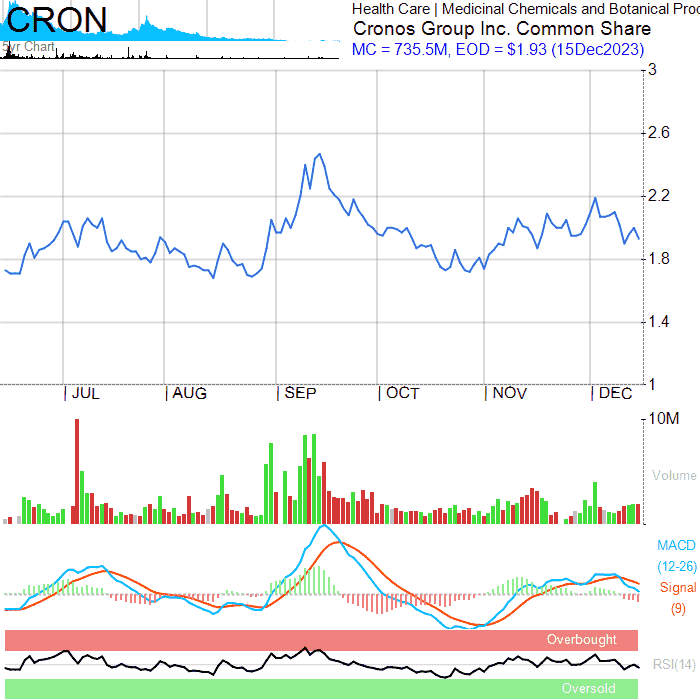 CRON
5yr Chart
Health Care | Medicinal Chemicals and Botanical Proc
Cronos Group Inc. Common Share
MC = 735.5M, EOD = $1.93 (15Dec2023)
3
2.6
2.2
1.8
1.4
1
JUL
AUG
SEP
OCT
NOV
DEC
10M
Volume
MACD
(12-26)
Signal
(9)
Overbought
RSI(14)
Oversold